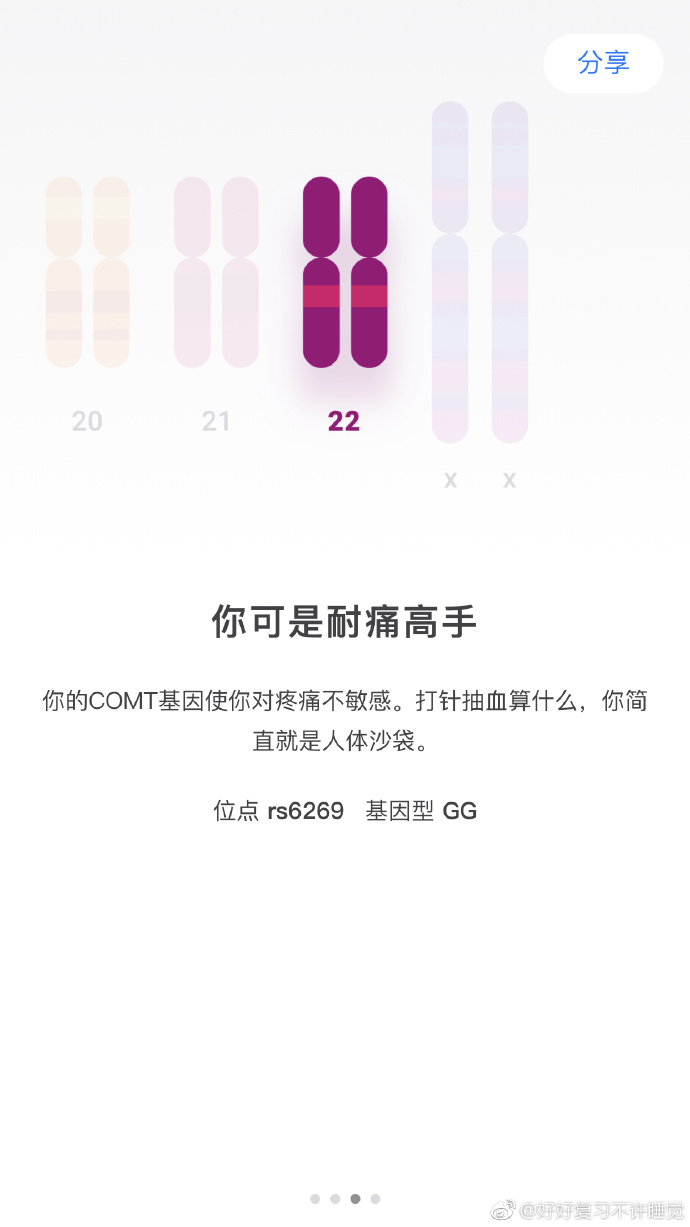 分享
20
21
22
X
X
你可是耐痛高手
你的COMT基因使你对疼痛不敏感。打针抽血算什么，你简
直就是人体沙袋。
位点 rs6269 基因型 GG
@好好复习不许睡觉